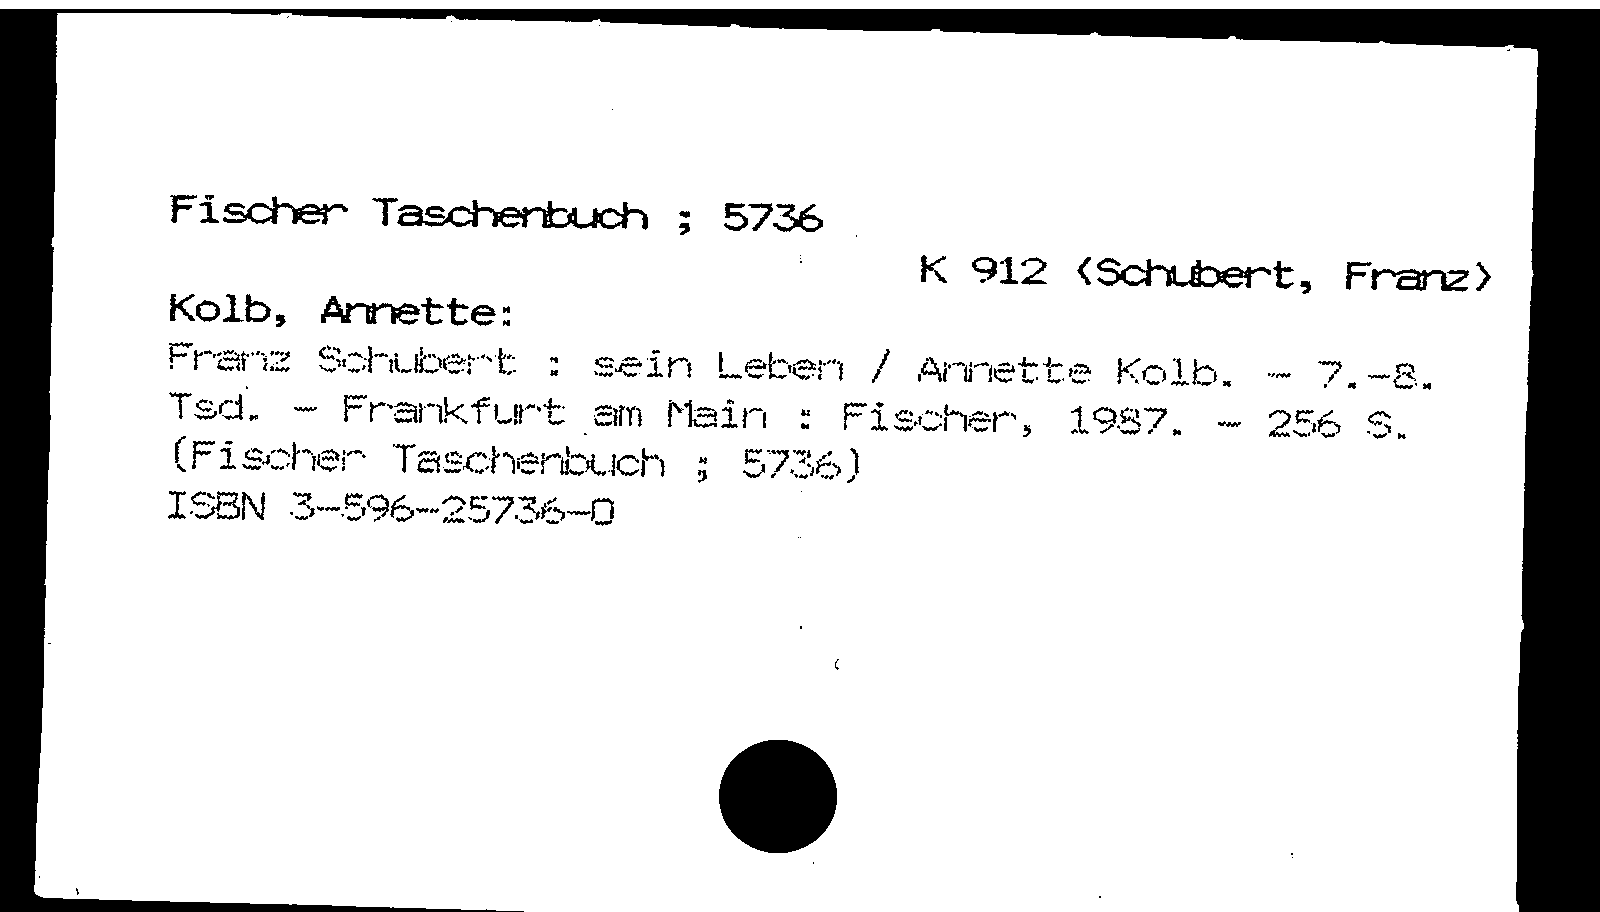 Fischer Taschenbuch ; 5736
K 912 <Schubert, Franz>
Kolb, Annette:
Franz Schubert : sein Leben / Annette Kolb. - 7.-8.
Tsd. - Frankfurt am Main : Fischer, 1987. - 256 S.
(Fischer Taschenbuch ; 5736)
ISBN 3-596-25736-0